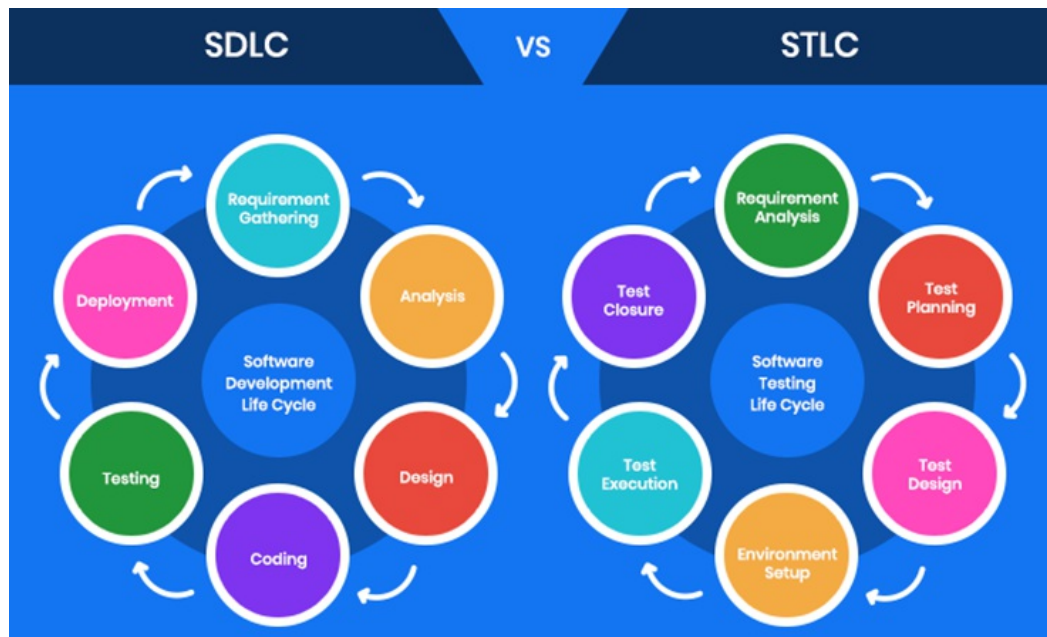 SDLC
VS
STLC
Requirement
Gathering
Analysis
Design
Coding
Testing
Deployment
Software
Development
Life Cycle
Requirement
Analysis
Test
Planning
Test
Design
Environment
Setup
Test
Execution
Test
Closure
Software
Testing
Life Cycle